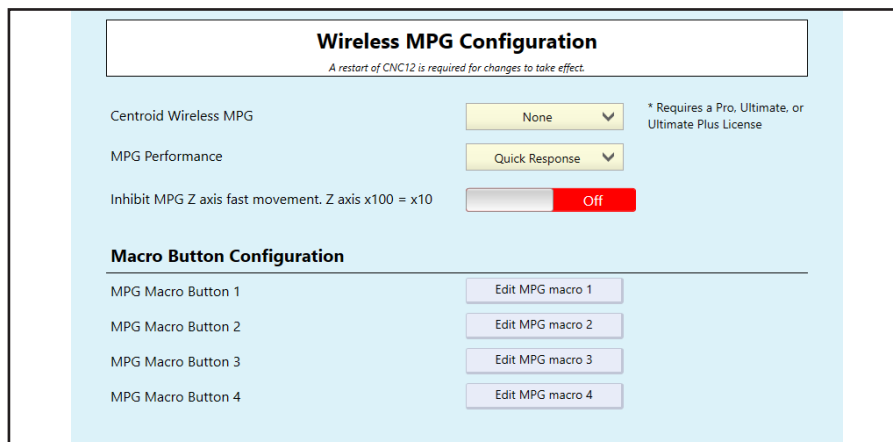 Wireless MPG Configuration
A restart of CNC12 is required for changes to take effect.
Centroid Wireless MPG
None
* Requires a Pro, Ultimate, or
Ultimate Plus License
MPG Performance
Quick Response
Inhibit MPG Z axis fast movement. Z axis x100 = x10
Off
Macro Button Configuration
MPG Macro Button 1
Edit MPG macro 1
MPG Macro Button 2
Edit MPG macro 2
MPG Macro Button 3
Edit MPG macro 3
MPG Macro Button 4
Edit MPG macro 4